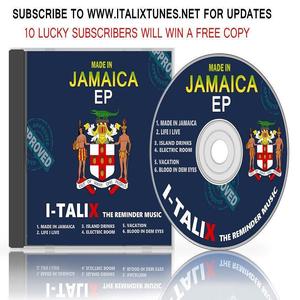 SUBSCRIBE TO WWW.ITALIXTUNES.NET FOR UPDATES
10 LUCKY SUBSCRIBERS WILL WIN A FREE COPY
MADE IN
JAMAICA
EP
APPROVED
I-TALIX THE REMINDER MUSIC
1. MADE IN JAMAICA 3. ISLAND DRINKS 5. VACATION
2. LIFE I LIVE 4. ELECTRIC ROOM 6. BLOOD IN DEM EYES
MADE IN
JAMAICA
EP
1. MADE IN JAMAICA
2. LIFE I LIVE
3. ISLAND DRINKS
4. ELECTRIC ROOM
5. VACATION
6. BLOOD IN DEM EYES
I-TALIX THE REMINDER MUSIC